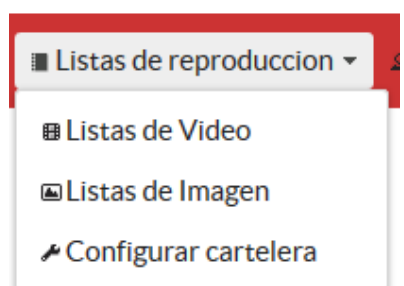 Listas de reproduccion
Listas de Video
Listas de Imagen
Configurar cartelera